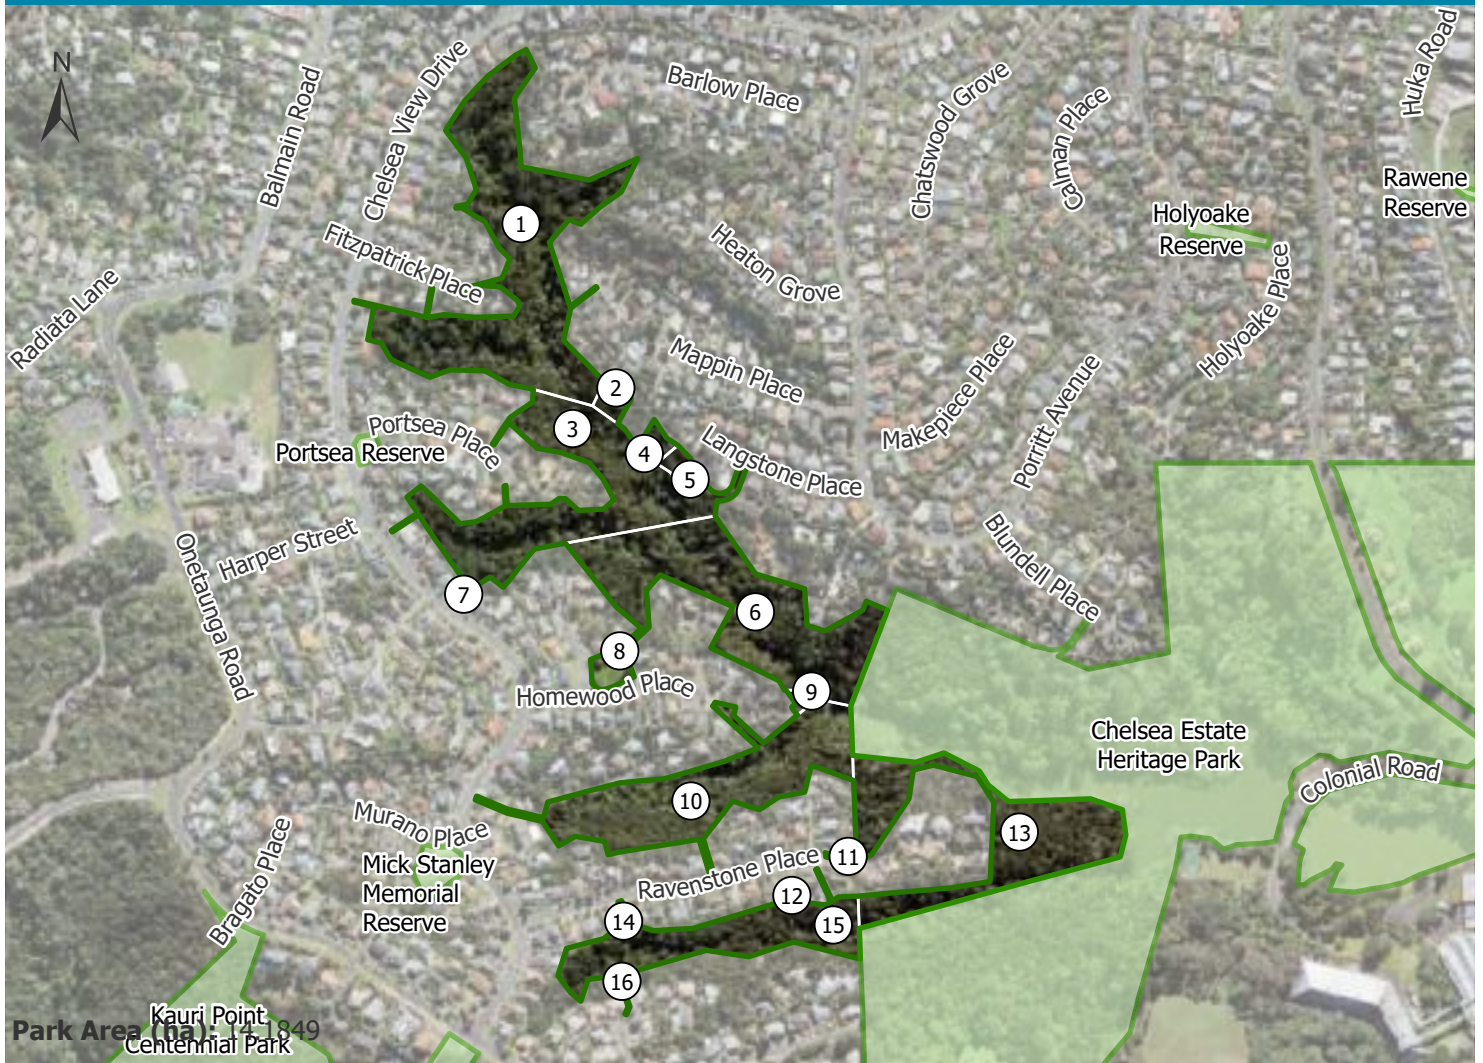 N
Balmain Road
Chelsea View Drive
Barlow Place
Chatswood Grove
Calman Place
Huka Road
Rawene
Reserve
Holyoake
Reserve
1
Fitzpatrick Place
Heaton Grove
Holyoake Place
Radiata Lane
Mappin Place
Makepiece Place
Porritt Avenue
2
3
Portsea Place
Portsea Reserve
4
5
Langstone Place
Harper Street
Onetaunga Road
Blundell Place
7
6
8
Homewood Place
9
Chelsea Estate
Heritage Park
Colonial Road
10
Murano Place
Bragato Place
Mick Stanley
Memorial
Reserve
11
13
Ravenstone Place
12
14
15
16
Kauri Point
Centennial Park
Park Area (ha): 14.1849